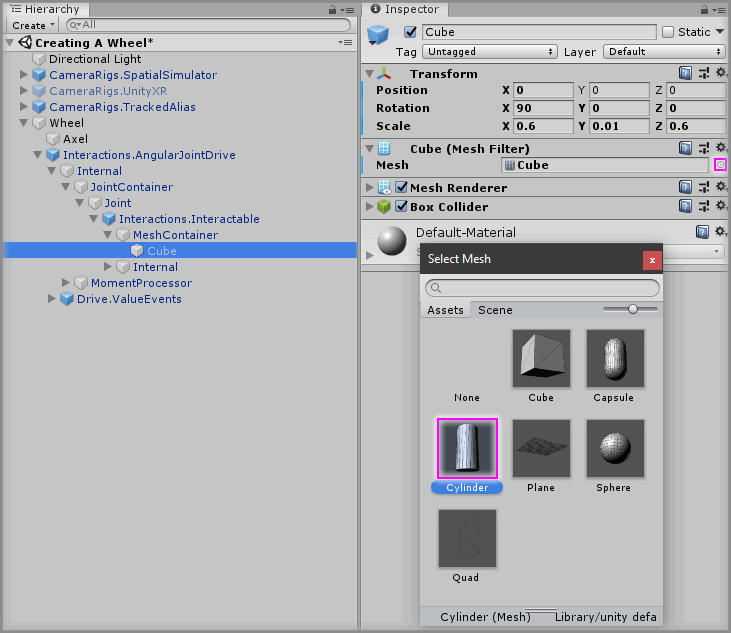 Hierarchy
Create
All
Creating A Wheel*
Directional Light
CameraRigs.SpatialSimulator
CameraRigs.UnityXR
CameraRigs.TrackedAlias
Wheel
Axel
Interactions.AngularJointDrive
Internal
JointContainer
Joint
Interactions.Interactable
MeshContainer
Cube
Internal
MomentProcessor
Drive.ValueEvents
Inspector
Cube
Static
Tag Untagged Layer Default
Transform
Position X 0 Y 0 Z 0
Rotation X 90 Y 0 Z 0
Scale X 0.6 Y 0.01 Z 0.6
Cube (Mesh Filter)
Mesh Cube
Mesh Renderer
Box Collider
Default-Material
Select Mesh
x
Assets Scene
None Cube Capsule
Cylinder Plane Sphere
Quad
Cylinder (Mesh) Library/unity defa